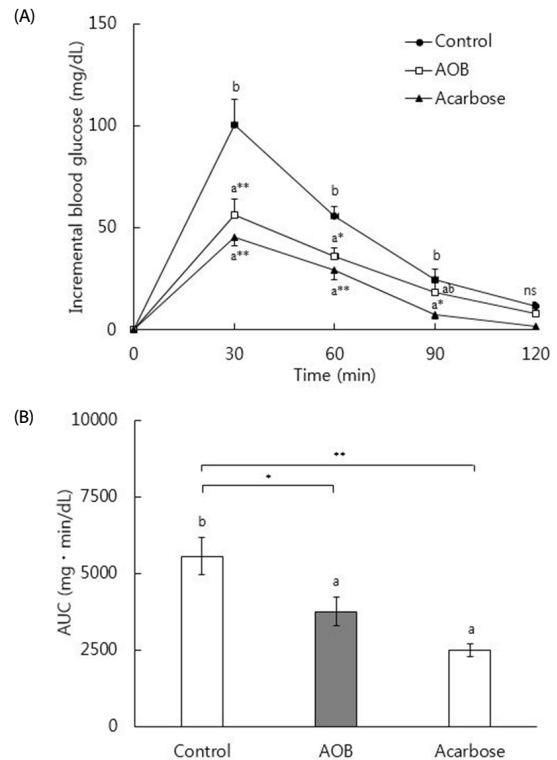 (A)
150
100
50
0
Incremental blood glucose (mg/dL)
Control
AOB
Acarbose
b
a**
a**
b
a*
a**
b
ab
a*
ns
0 30 60 90 120
Time (min)
(B)
10000
7500
5000
2500
0
AUC (mg・min/dL)
**
*
b
a
a
Control AOB Acarbose